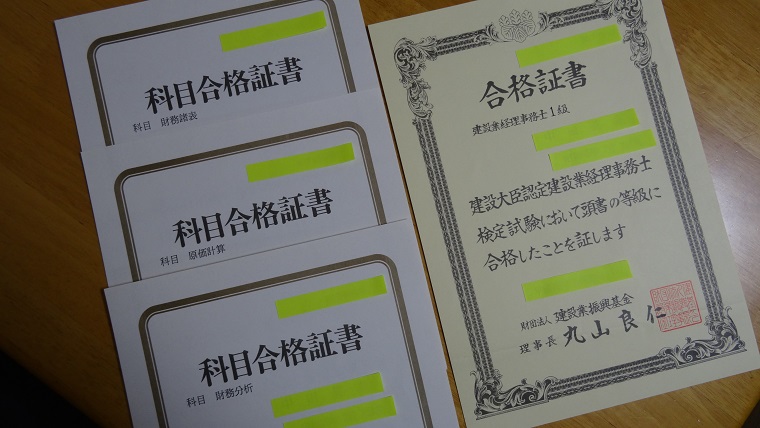 科目合格証書
科目 財務諸表
科目合格証書
科目 原価計算
科目合格証書
科目 財務分析
合格証書
建設業経理事務士1級
建設大臣認定建設業経理事務士
検定試験において頭書の等級に
合格したことを証します
財団法人 建設業振興基金
理事長 丸山良仁